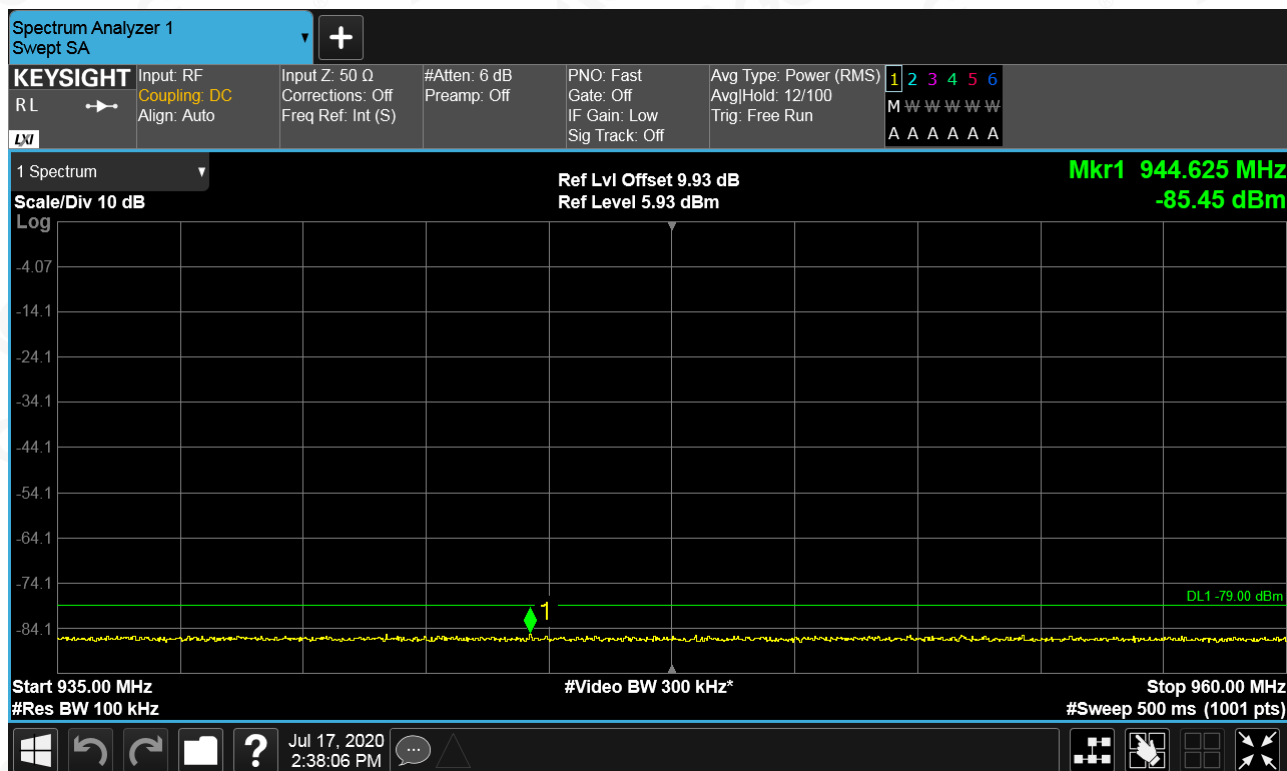 Spectrum Analyzer 1
Swept SA
+
KEYSIGHT
R L
LXI
Input: RF
Coupling: DC
Align: Auto
Input Z: 50 Ω
Corrections: Off
Freq Ref: Int (S)
#Atten: 6 dB
Preamp: Off
PNO: Fast
Gate: Off
IF Gain: Low
Sig Track: Off
Avg Type: Power (RMS)
Avg|Hold: 12/100
Trig: Free Run
1 2 3 4 5 6
M W W W W W
A A A A A A
1 Spectrum
Scale/Div 10 dB
Log
Ref Lvl Offset 9.93 dB
Ref Level 5.93 dBm
Mkr1 944.625 MHz
-85.45 dBm
-4.07
-14.1
-24.1
-34.1
-44.1
-54.1
-64.1
-74.1
DL1 -79.00 dBm
1
-84.1
Start 935.00 MHz
#Res BW 100 kHz
#Video BW 300 kHz*
Stop 960.00 MHz
#Sweep 500 ms (1001 pts)
?
Jul 17, 2020
2:38:06 PM